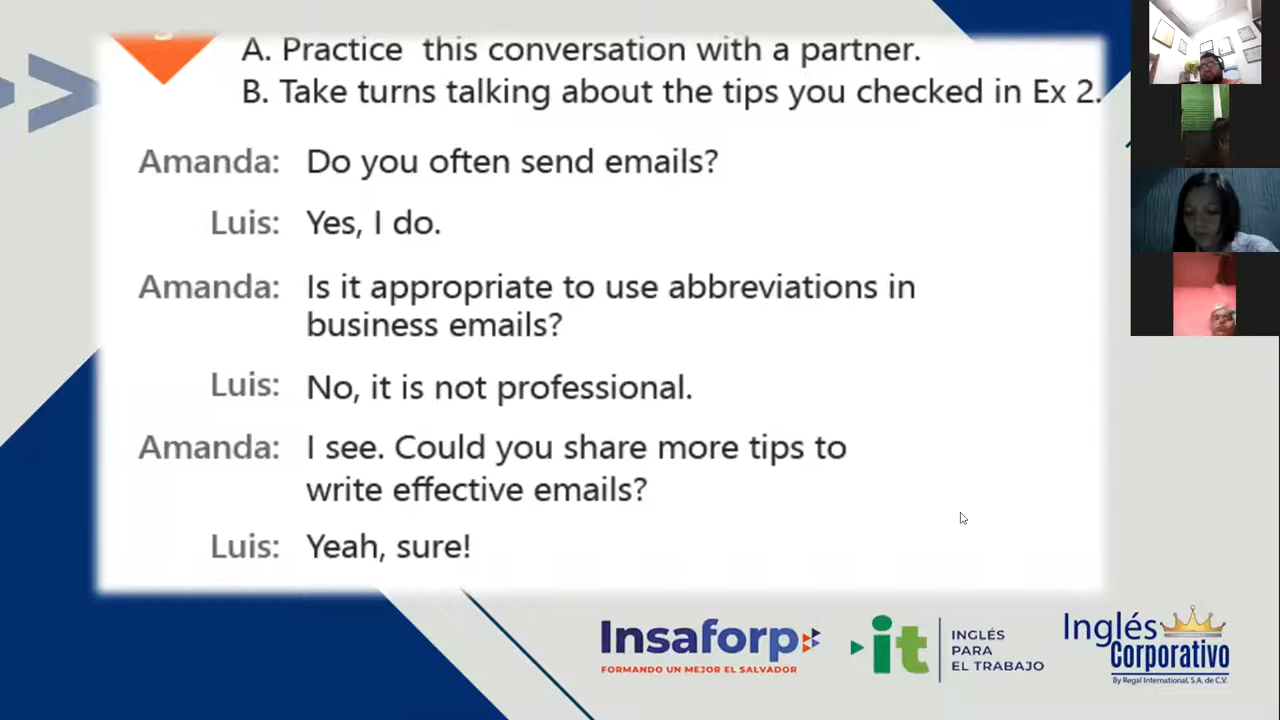 A. Practice this conversation with a partner.
B. Take turns talking about the tips you checked in Ex 2.
Amanda: Do you often send emails?
Luis: Yes, I do.
Amanda: Is it appropriate to use abbreviations in
business emails?
Luis: No, it is not professional.
Amanda: I see. Could you share more tips to
write effective emails?
Luis: Yeah, sure!
Insaforp
FORMANDO UN MEJOR EL SALVADOR
it
INGLÉS
PARA
EL TRABAJO
Inglés
Corporativo
By Regal International, S.A. de C.V.